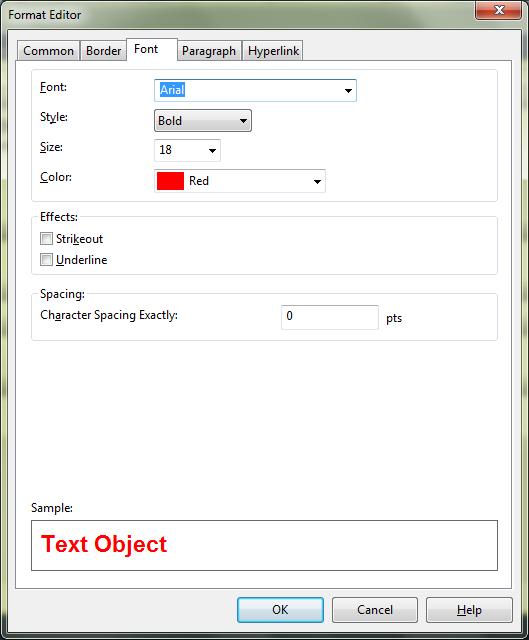 Format Editor
Common Border Font Paragraph Hyperlink
Font: Arial
Style: Bold
Size: 18
Color: Red
Effects:
Strikeout
Underline
Spacing:
Character Spacing Exactly: 0 pts
Sample:
Text Object
OK Cancel Help